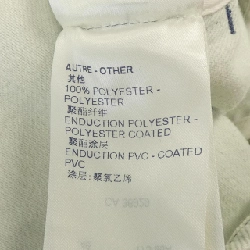 AUTRE - OTHER
其他
100% POLYESTER -
POLYESTER
聚酯纤维
ENDUCTION POLYESTER -
POLYESTER COATED
聚酯涂层
ENDUCTION PVC - COATED
PVC
涂层: 聚氯乙烯